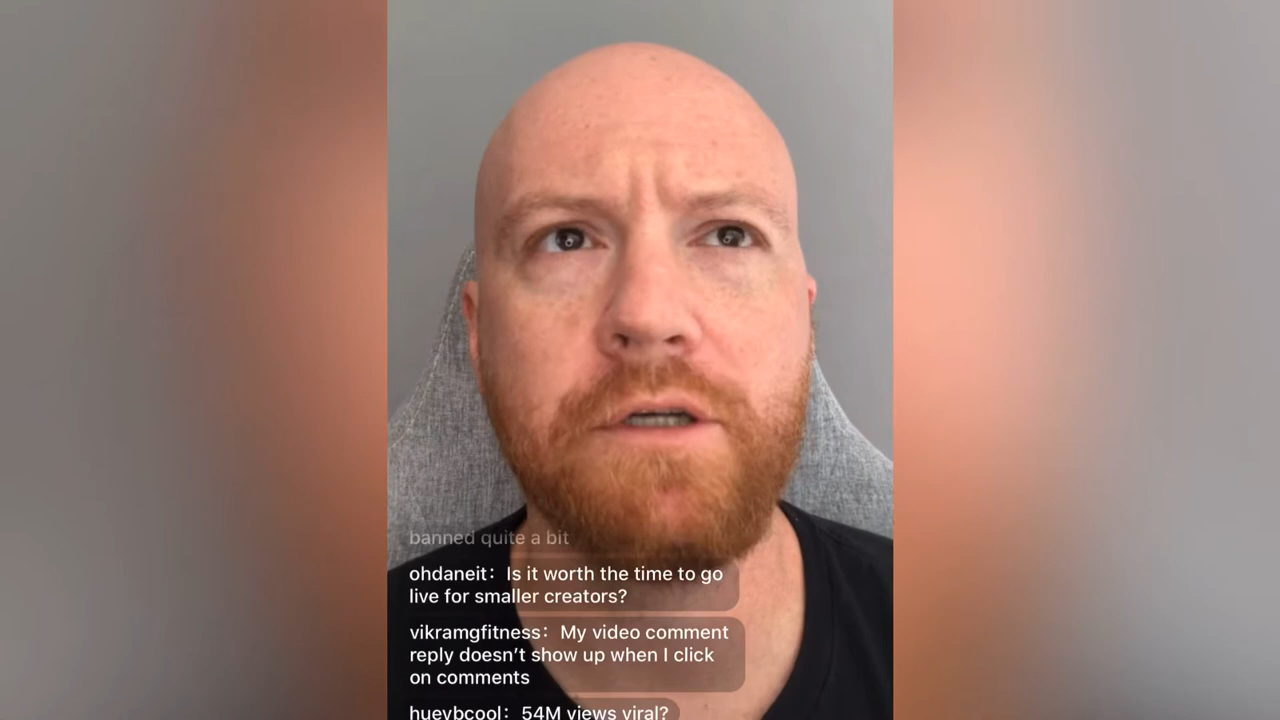 banned quite a bit
ohdaneit: Is it worth the time to go
live for smaller creators?
vikramgfitness: My video comment
reply doesn't show up when I click
on comments
hueybcool: 54M views viral?